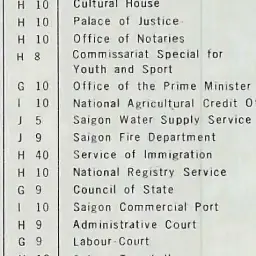 H 10 Cultural House
H 10 Palace of Justice
H 10 Office of Notaries
H 8 Commissariat Special for
Youth and Sport
G 10 Office of the Prime Minister
I 10 National Agricultural Credit
J 5 Saigon Water Supply Service
J 9 Saigon Fire Department
H 40 Service of Immigration
H 10 National Registry Service
G 9 Council of State
I 10 Saigon Commercial Port
H 9 Administrative Court
G 9 Labour-Court